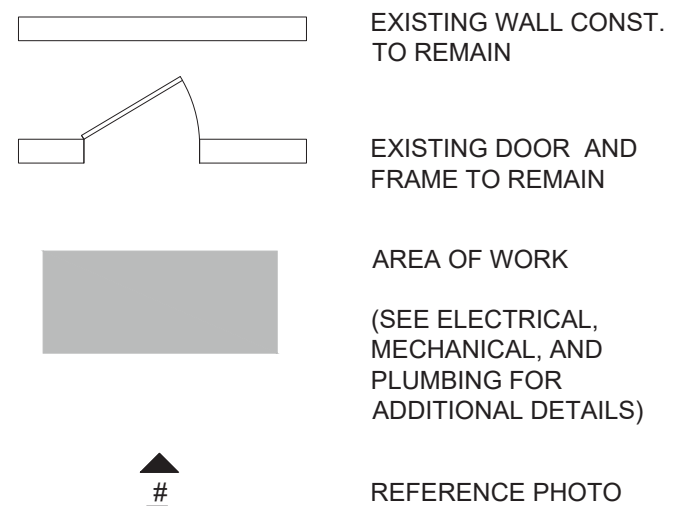 EXISTING WALL CONST.
TO REMAIN
EXISTING DOOR AND
FRAME TO REMAIN
AREA OF WORK
(SEE ELECTRICAL,
MECHANICAL, AND
PLUMBING FOR
ADDITIONAL DETAILS)
#
REFERENCE PHOTO